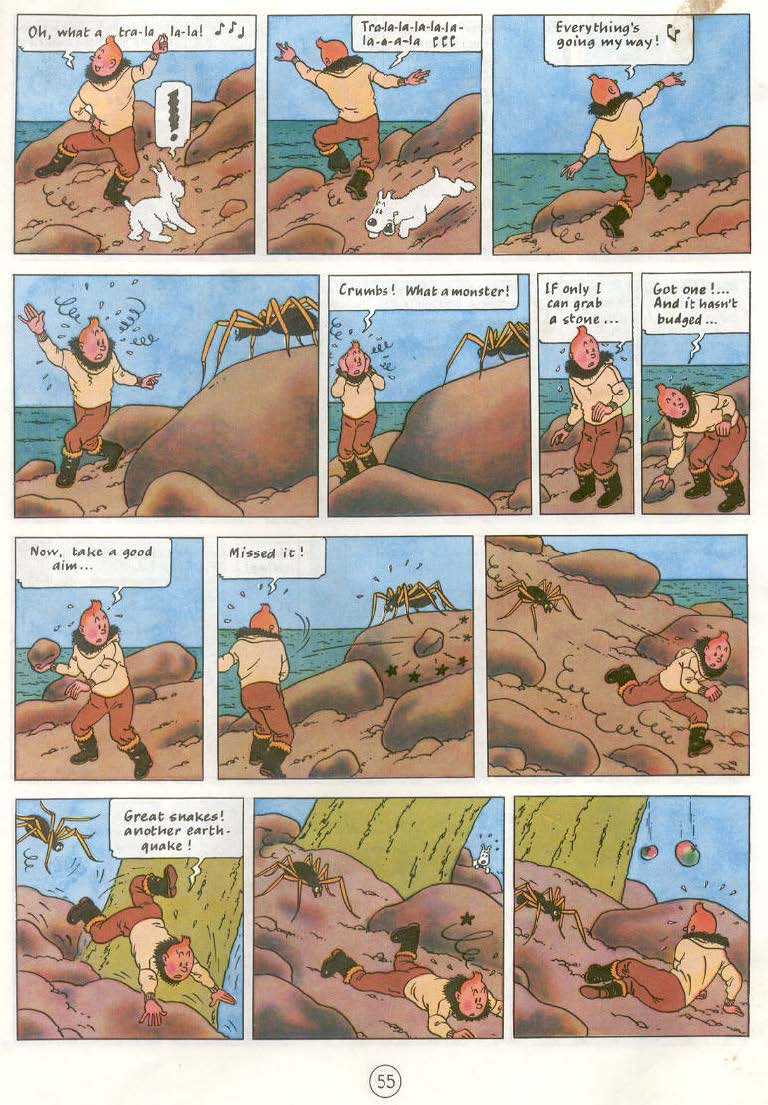 Oh, what a tra-la la-la!
Tra-la-la-la-la-la-
la-a-a-la
Everything's
going my way!
Crumbs! What a monster!
If only I
can grab
a stone...
Got one!...
And it hasn't
budged...
Now, take a good
aim...
Missed it!
Great snakes!
another earth-
quake!
55